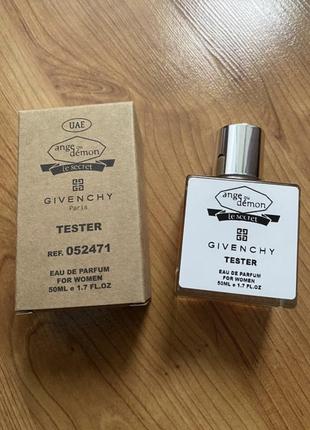 UAE
ange ou
démon
le secret
GIVENCHY
Paris
TESTER
REF. 052471
EAU DE PARFUM
FOR WOMEN
50ML e 1.7 FL.OZ
ange ou
démon
le secret
GIVENCHY
TESTER
EAU DE PARFUM
FOR WOMEN
50ML e 1.7 FL.OZ